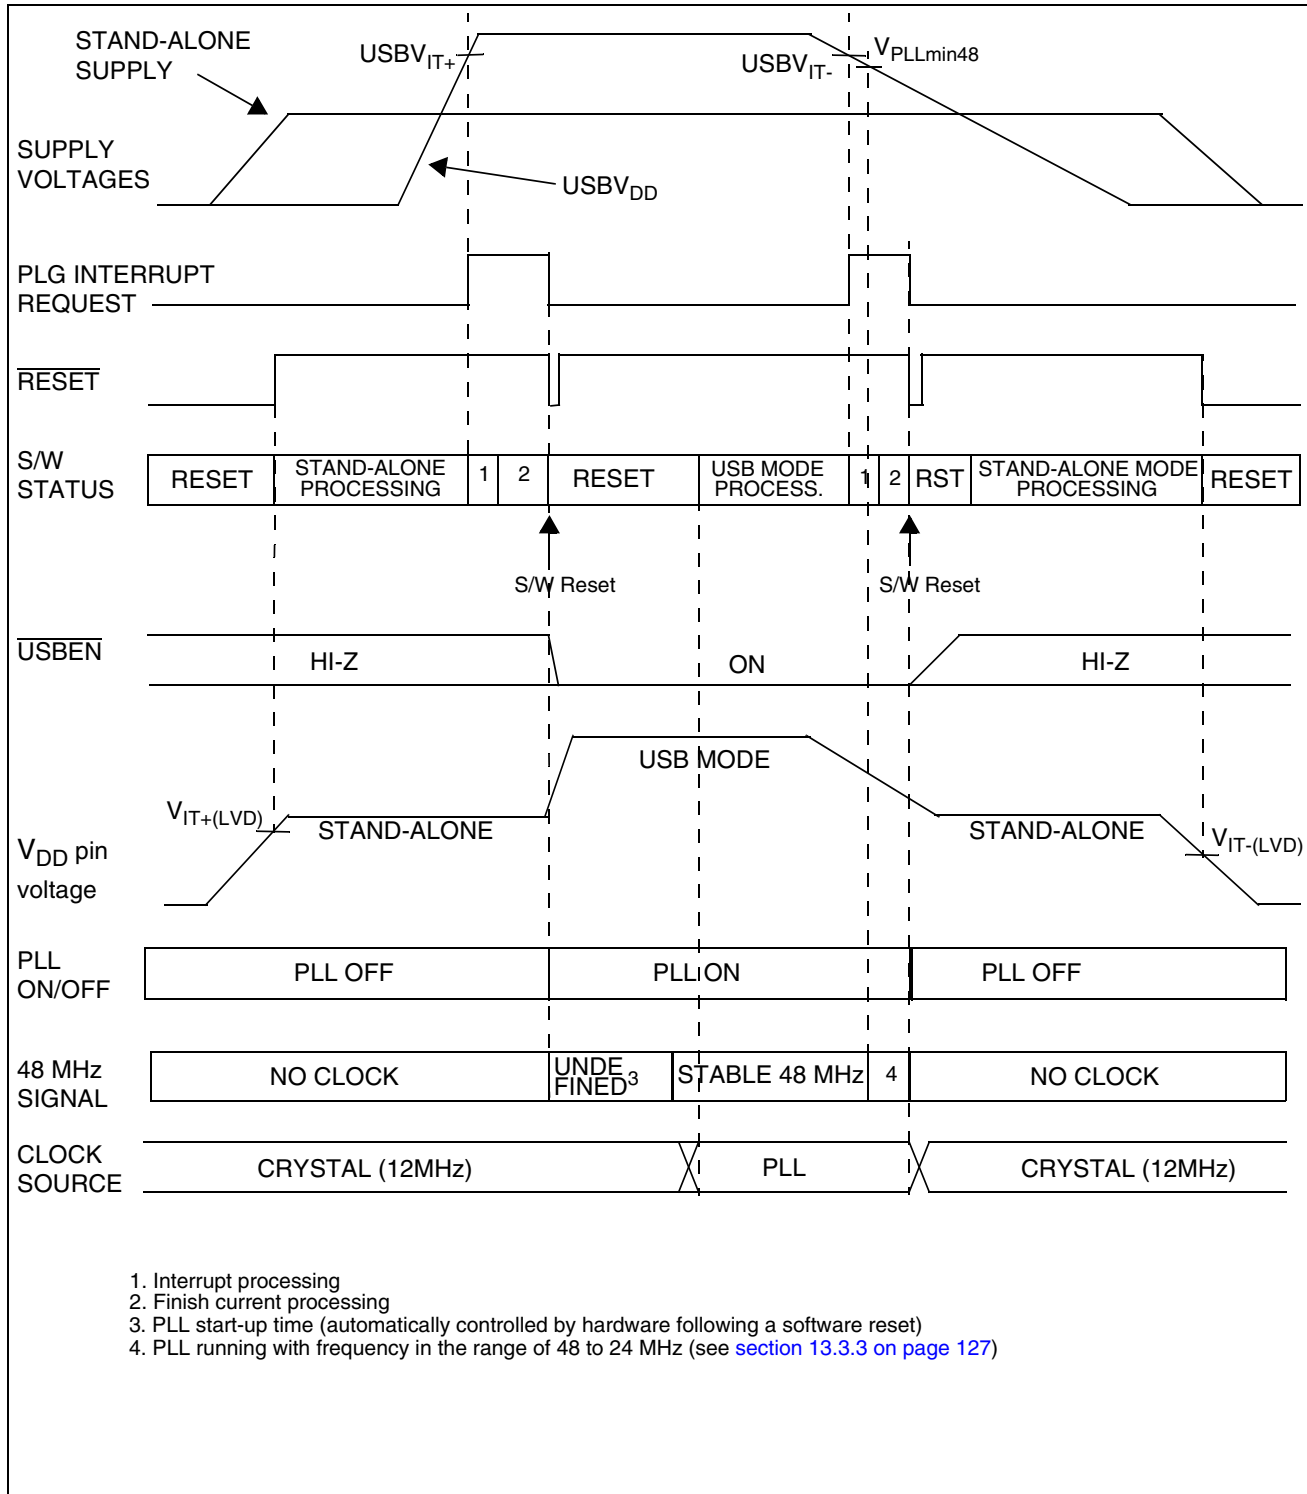 STAND-ALONE
SUPPLY
USBVIT+
USBVIT-
VPLLmin48
SUPPLY
VOLTAGES
USBVDD
PLG INTERRUPT
REQUEST
RESET
S/W
STATUS
RESET
STAND-ALONE
PROCESSING
1
2
RESET
USB MODE
PROCESS.
1
2
RST
STAND-ALONE MODE
PROCESSING
RESET
S/W Reset
S/W Reset
USBEN
HI-Z
ON
HI-Z
USB MODE
VIT+(LVD)
STAND-ALONE
STAND-ALONE
VIT-(LVD)
VDD pin
voltage
PLL
ON/OFF
PLL OFF
PLL ON
PLL OFF
48 MHz
SIGNAL
NO CLOCK
UNDE
FINED3
STABLE 48 MHz
4
NO CLOCK
CLOCK
SOURCE
CRYSTAL (12MHz)
PLL
CRYSTAL (12MHz)
1. Interrupt processing
2. Finish current processing
3. PLL start-up time (automatically controlled by hardware following a software reset)
4. PLL running with frequency in the range of 48 to 24 MHz (see section 13.3.3 on page 127)